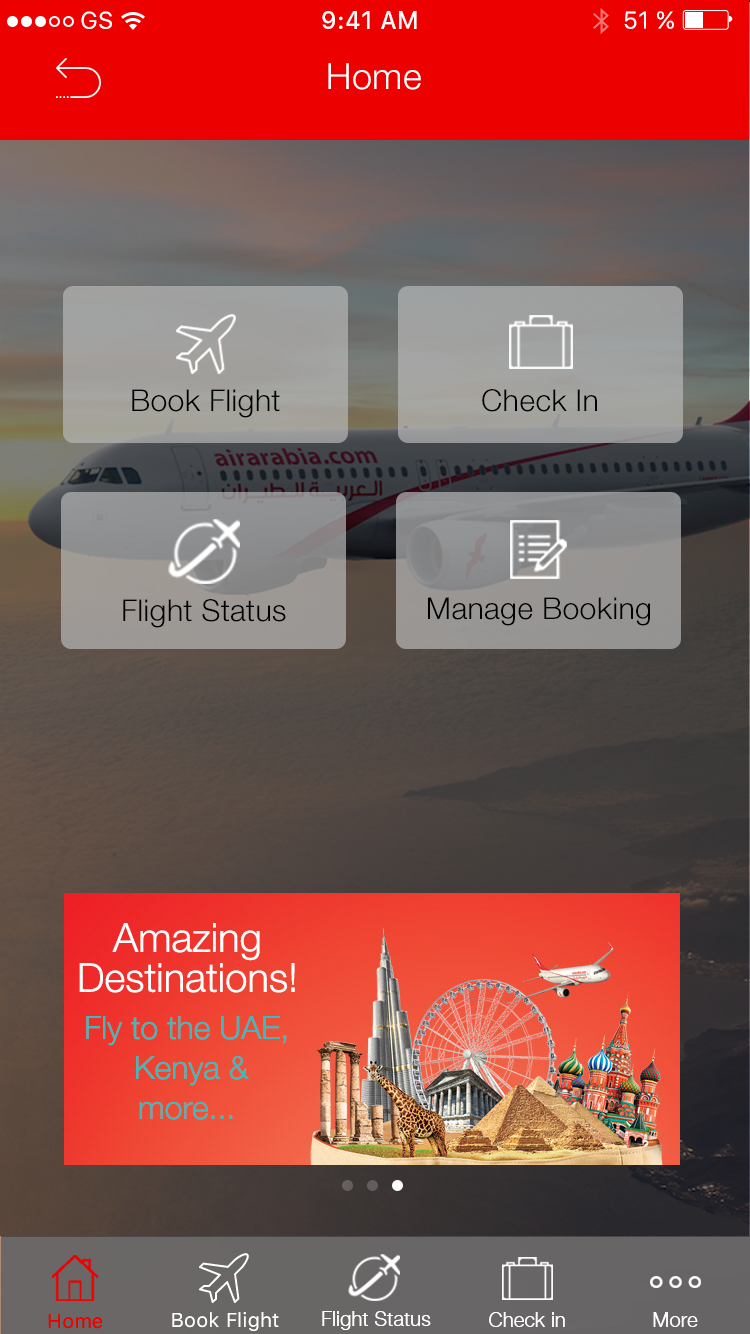 GS 9:41 AM 51 %
Home
Book Flight
Check In
airarabia.com
العربية للطيران
Flight Status
Manage Booking
Amazing
Destinations!
Fly to the UAE,
Kenya &
more...
Home
Book Flight
Flight Status
Check in
More